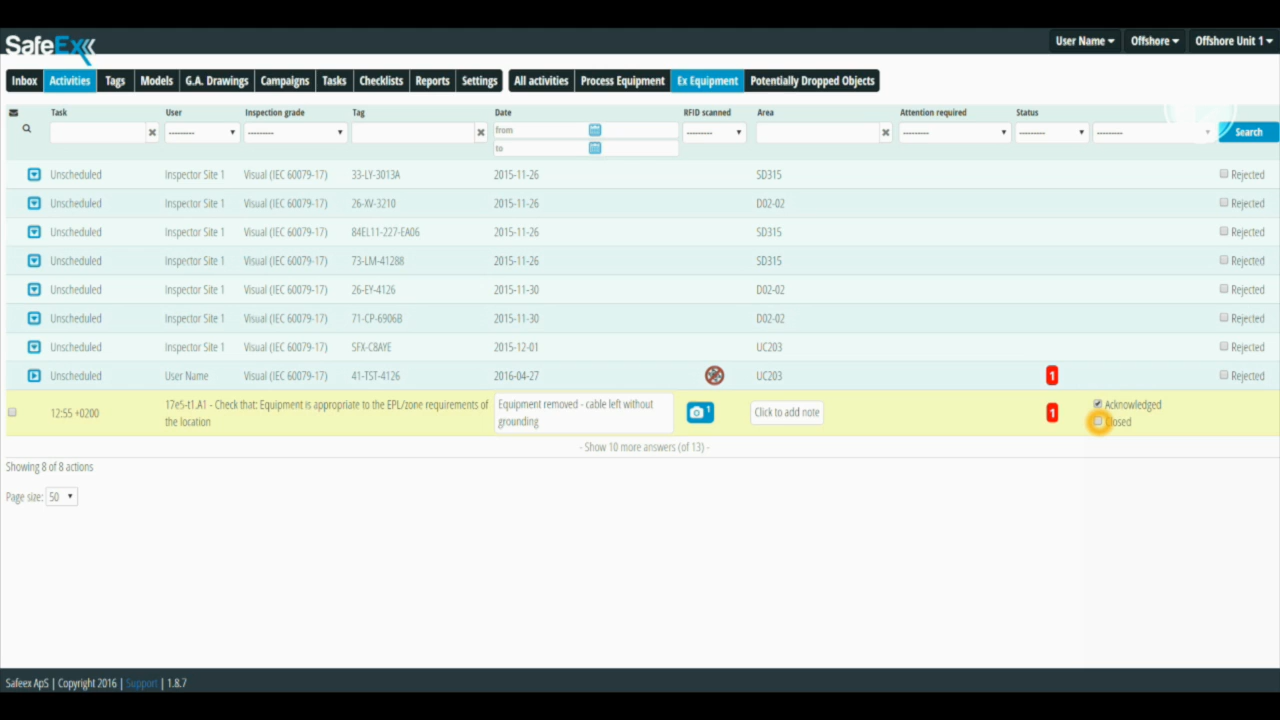 SafeEx
User Name Offshore Offshore Unit 1
Inbox Activities Tags Models G.A. Drawings Campaigns Tasks Checklists Reports Settings All activities Process Equipment Ex Equipment Potentially Dropped Objects
Task User Inspection grade Tag Date RFID scanned Area Attention required Status
--------- --------- from --------- --------- --------- --------- Search
to
Unscheduled Inspector Site 1 Visual (IEC 60079-17) 33-LY-3013A 2015-11-26 SD315 Rejected
Unscheduled Inspector Site 1 Visual (IEC 60079-17) 26-XV-3210 2015-11-26 D02-02 Rejected
Unscheduled Inspector Site 1 Visual (IEC 60079-17) 84EL11-227-EA06 2015-11-26 SD315 Rejected
Unscheduled Inspector Site 1 Visual (IEC 60079-17) 73-LM-4128B 2015-11-26 SD315 Rejected
Unscheduled Inspector Site 1 Visual (IEC 60079-17) 26-EY-4126 2015-11-30 D02-02 Rejected
Unscheduled Inspector Site 1 Visual (IEC 60079-17) 71-CP-6906B 2015-11-30 D02-02 Rejected
Unscheduled Inspector Site 1 Visual (IEC 60079-17) SFX-C8AYE 2015-12-01 UC203 Rejected
Unscheduled User Name Visual (IEC 60079-17) 41-TST-4126 2016-04-27 UC203 1 Rejected
12:55 +0200 17e5-t1.A1 - Check that: Equipment is appropriate to the EPL/zone requirements of
the location
Equipment removed - cable left without
grounding
1 Click to add note 1 Acknowledged
Closed
- Show 10 more answers (of 13) -
Showing 8 of 8 actions
Page size: 50
Safeex ApS | Copyright 2016 | Support | 1.8.7